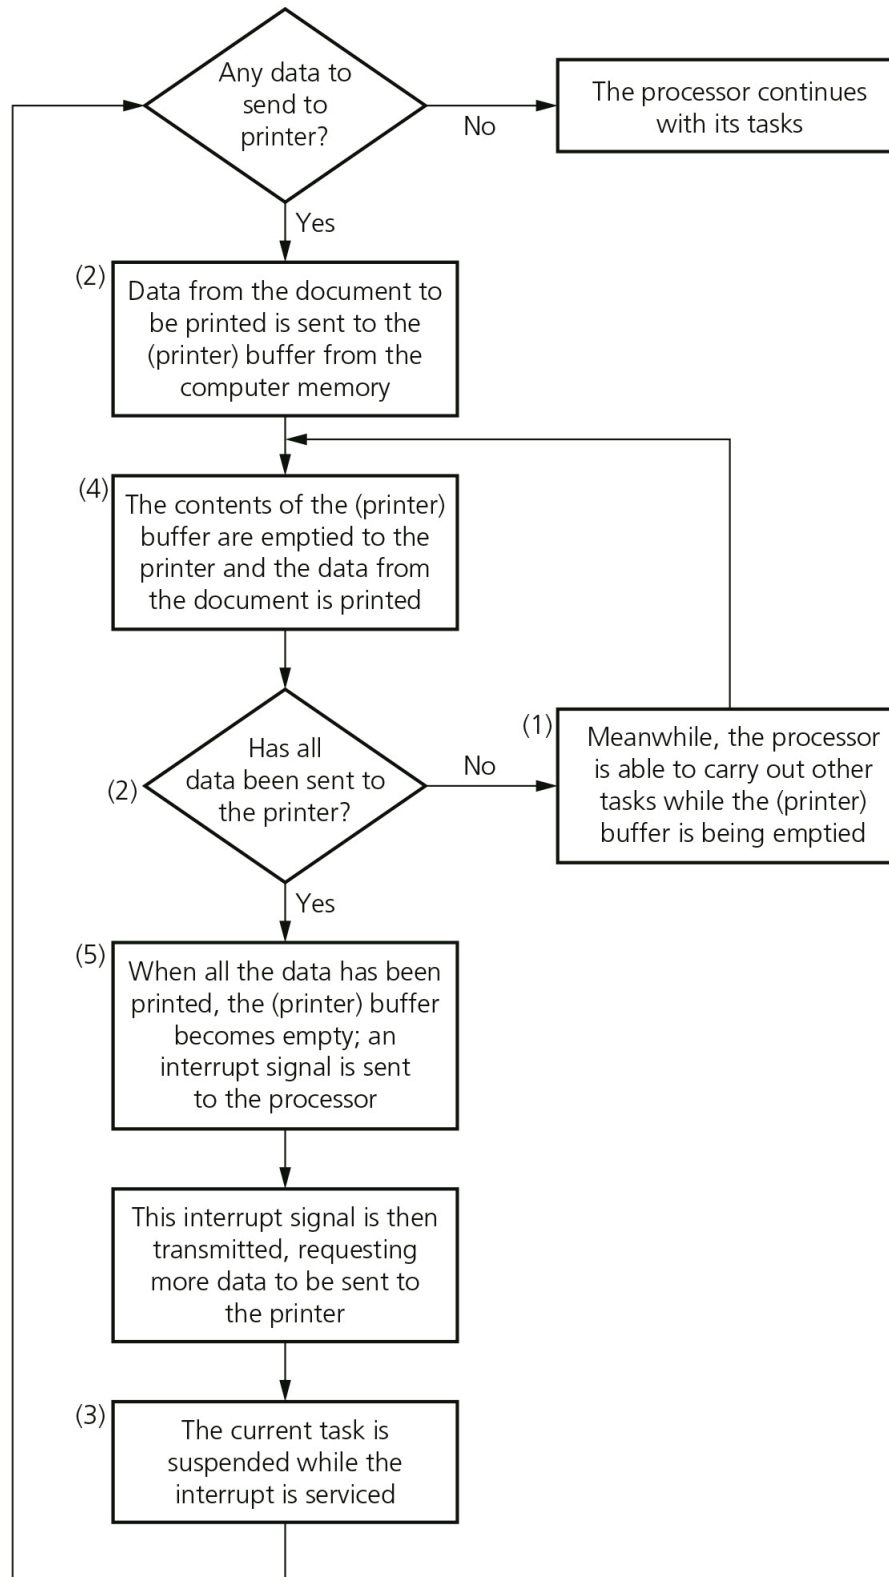 Any data to
send to
printer?
No
The processor continues
with its tasks
Yes
(2)
Data from the document to
be printed is sent to the
(printer) buffer from the
computer memory
(4)
The contents of the (printer)
buffer are emptied to the
printer and the data from
the document is printed
(2)
Has all
data been sent to
the printer?
No
(1)
Meanwhile, the processor
is able to carry out other
tasks while the (printer)
buffer is being emptied
Yes
(5)
When all the data has been
printed, the (printer) buffer
becomes empty; an
interrupt signal is sent
to the processor
This interrupt signal is then
transmitted, requesting
more data to be sent to
the printer
(3)
The current task is
suspended while the
interrupt is serviced